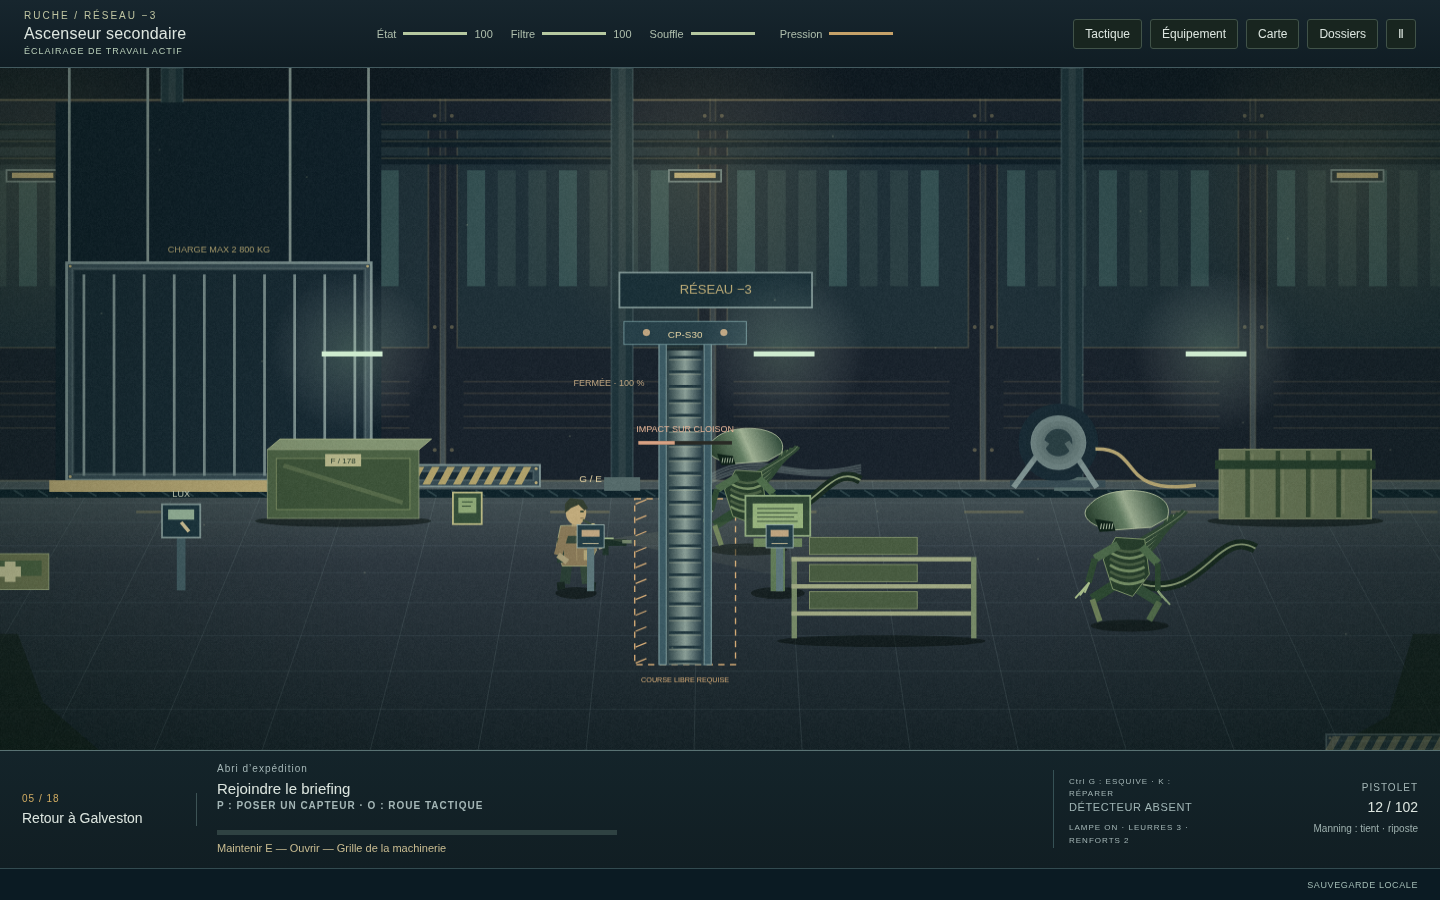 RUCHE / RÉSEAU −3
Ascenseur secondaire
ÉCLAIRAGE DE TRAVAIL ACTIF
État 100 Filtre 100 Souffle Pression
Tactique Équipement Carte Dossiers II
CHARGE MAX 2 800 KG
RÉSEAU −3
CP-S30
FERMÉE · 100 %
IMPACT SUR CLOISON
F / 178
G / E
LUX
COURSE LIBRE REQUISE
05 / 18
Retour à Galveston
Abri d'expédition
Rejoindre le briefing
P : POSER UN CAPTEUR · O : ROUE TACTIQUE
Maintenir E — Ouvrir — Grille de la machinerie
Ctrl G : ESQUIVE · K :
RÉPARER
DÉTECTEUR ABSENT
LAMPE ON · LEURRES 3 ·
RENFORTS 2
PISTOLET
12 / 102
Manning : tient · riposte
SAUVEGARDE LOCALE